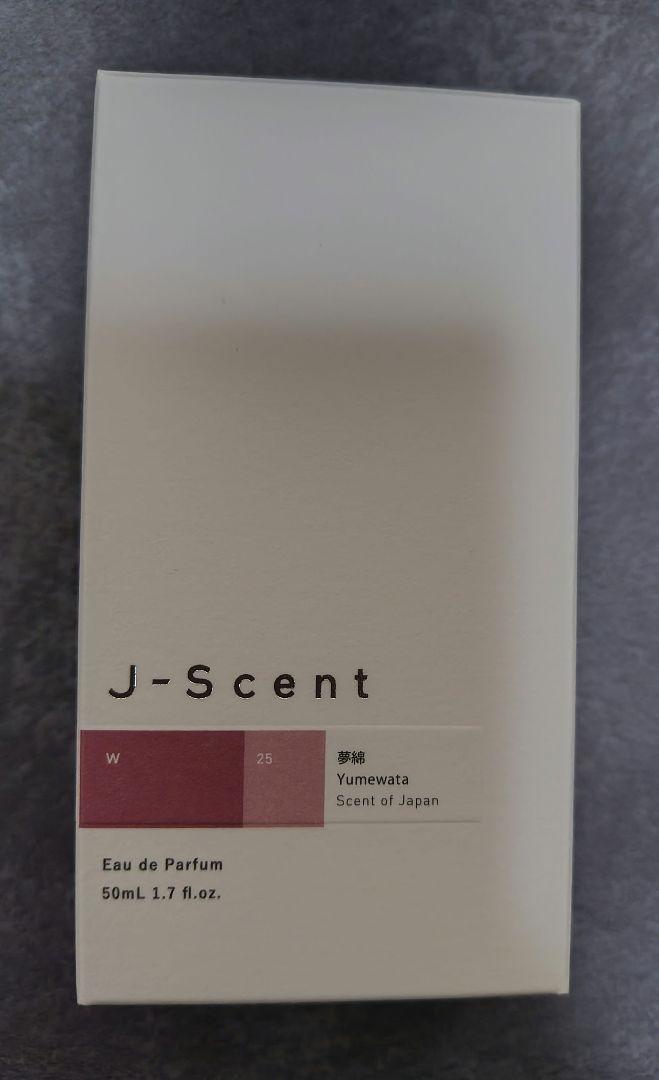 J-Scent
W
25
夢綿
Yumewata
Scent of Japan
Eau de Parfum
50mL 1.7 fl.oz.